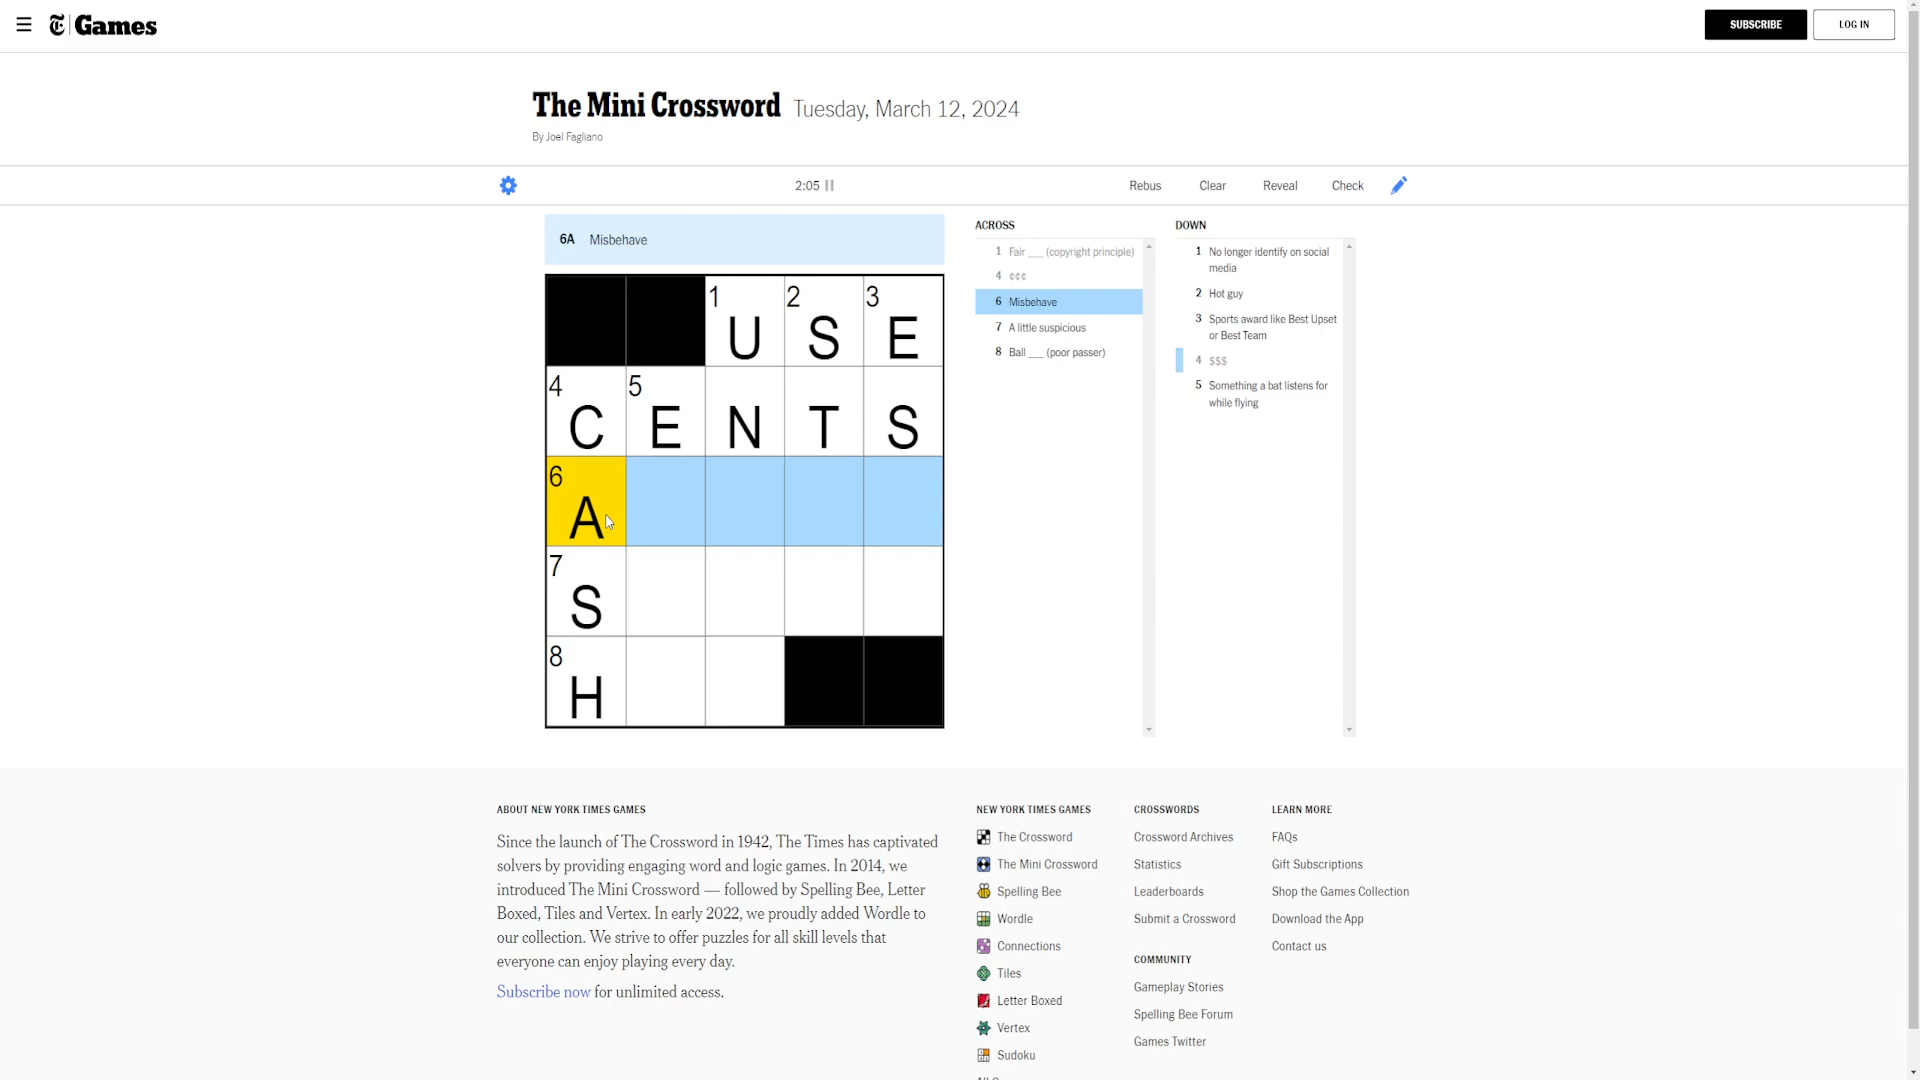 Games
SUBSCRIBE
LOG IN
The Mini Crossword Tuesday, March 12, 2024
By Joel Fagliano
2:05
Rebus
Clear
Reveal
Check
6A Misbehave
1 2 3
U S E
4 5
C E N T S
6
A
7
S
8
H
ACROSS
1 Fair ___ (copyright principle)
4 ¢¢¢
6 Misbehave
7 A little suspicious
8 Ball ___ (poor passer)
DOWN
1 No longer identify on social
media
2 Hot guy
3 Sports award like Best Upset
or Best Team
4 $$$
5 Something a bat listens for
while flying
ABOUT NEW YORK TIMES GAMES
Since the launch of The Crossword in 1942, The Times has captivated
solvers by providing engaging word and logic games. In 2014, we
introduced The Mini Crossword — followed by Spelling Bee, Letter
Boxed, Tiles and Vertex. In early 2022, we proudly added Wordle to
our collection. We strive to offer puzzles for all skill levels that
everyone can enjoy playing every day.
Subscribe now for unlimited access.
NEW YORK TIMES GAMES
The Crossword
The Mini Crossword
Spelling Bee
Wordle
Connections
Tiles
Letter Boxed
Vertex
Sudoku
CROSSWORDS
Crossword Archives
Statistics
Leaderboards
Submit a Crossword
COMMUNITY
Gameplay Stories
Spelling Bee Forum
Games Twitter
LEARN MORE
FAQs
Gift Subscriptions
Shop the Games Collection
Download the App
Contact us